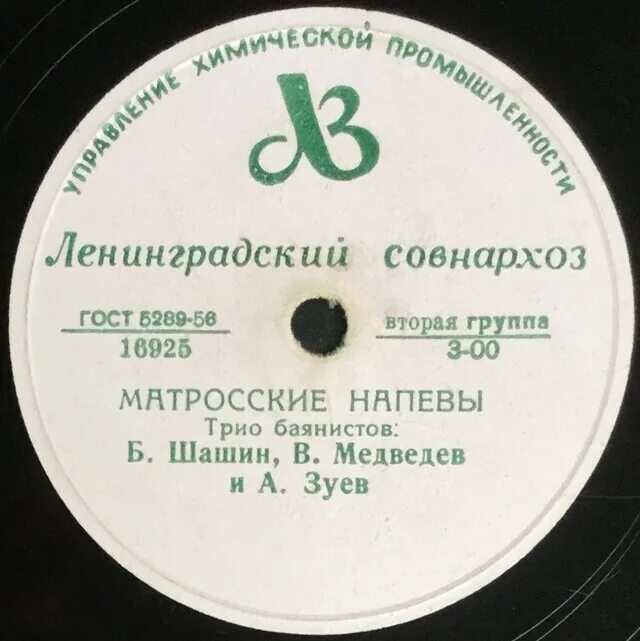 УПРАВЛЕНИЕ ХИМИЧЕСКОЙ ПРОМЫШЛЕННОСТИ
ЛЗ
Ленинградский совнархоз
ГОСТ 5289-56
16925
вторая группа
3-00
МАТРОССКИЕ НАПЕВЫ
Трио баянистов:
Б. Шашин, В. Медведев
и А. Зуев